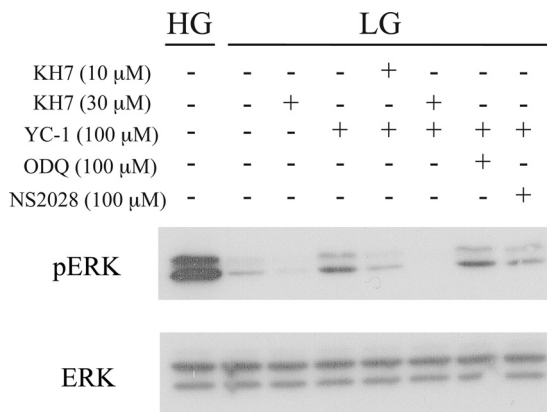 HG LG
KH7 (10 μM) - - - - + - - -
KH7 (30 μM) - - + - - + - -
YC-1 (100 μM) - - - + + + + +
ODQ (100 μM) - - - - - - + -
NS2028 (100 μM) - - - - - - - +
pERK
ERK